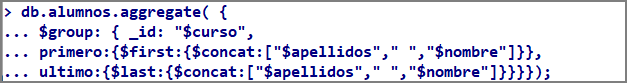 > db.alumnos.aggregate( {
... $group: { _id: "$curso",
... primero:{$first:{$concat:["$apellidos"," ","$nombre"]}},
... ultimo:{$last:{$concat:["$apellidos"," ","$nombre"]}}}});